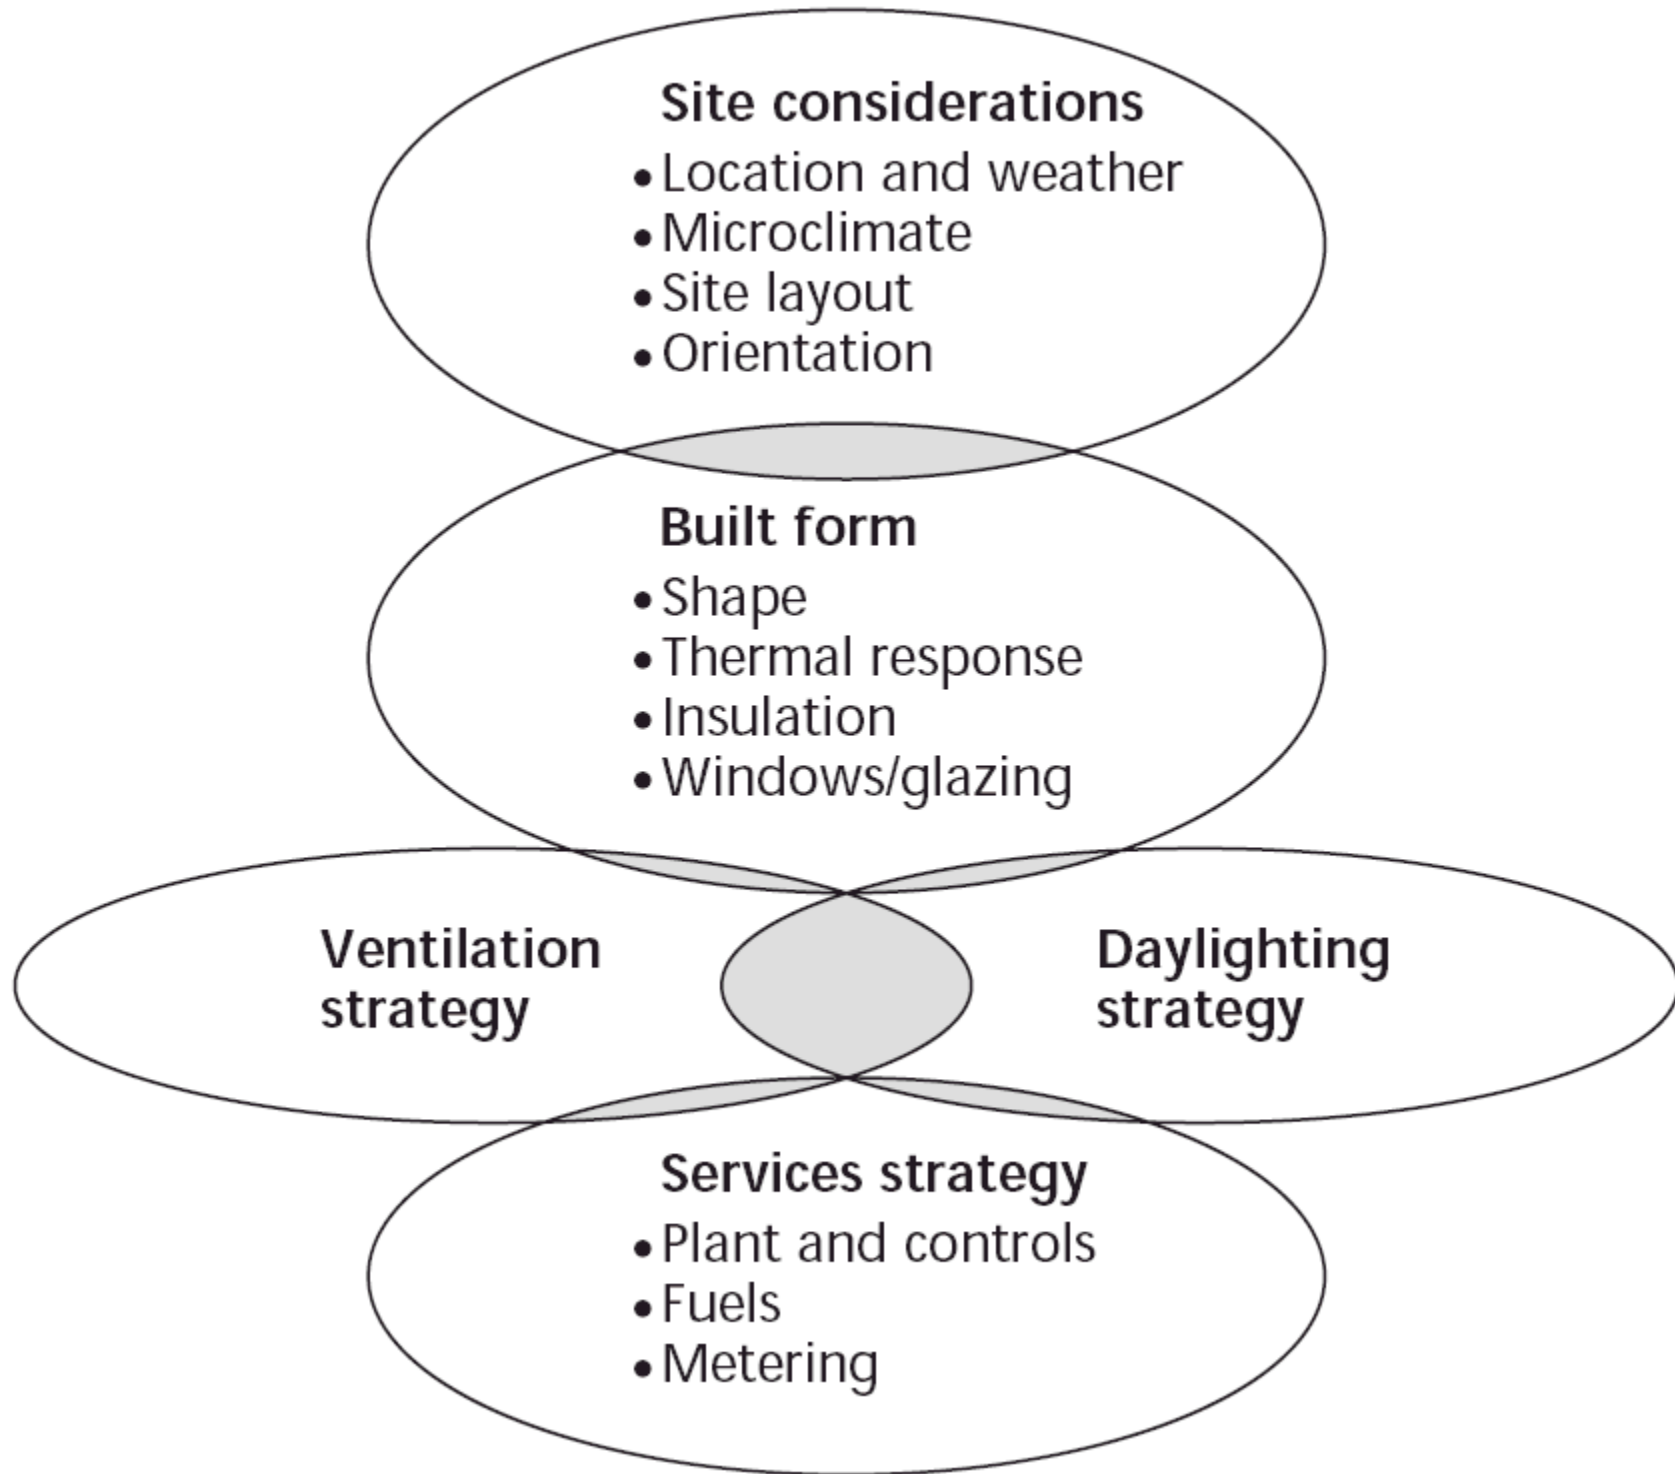 Site considerations
• Location and weather
• Microclimate
• Site layout
• Orientation
Built form
• Shape
• Thermal response
• Insulation
• Windows/glazing
Ventilation
strategy
Daylighting
strategy
Services strategy
• Plant and controls
• Fuels
• Metering